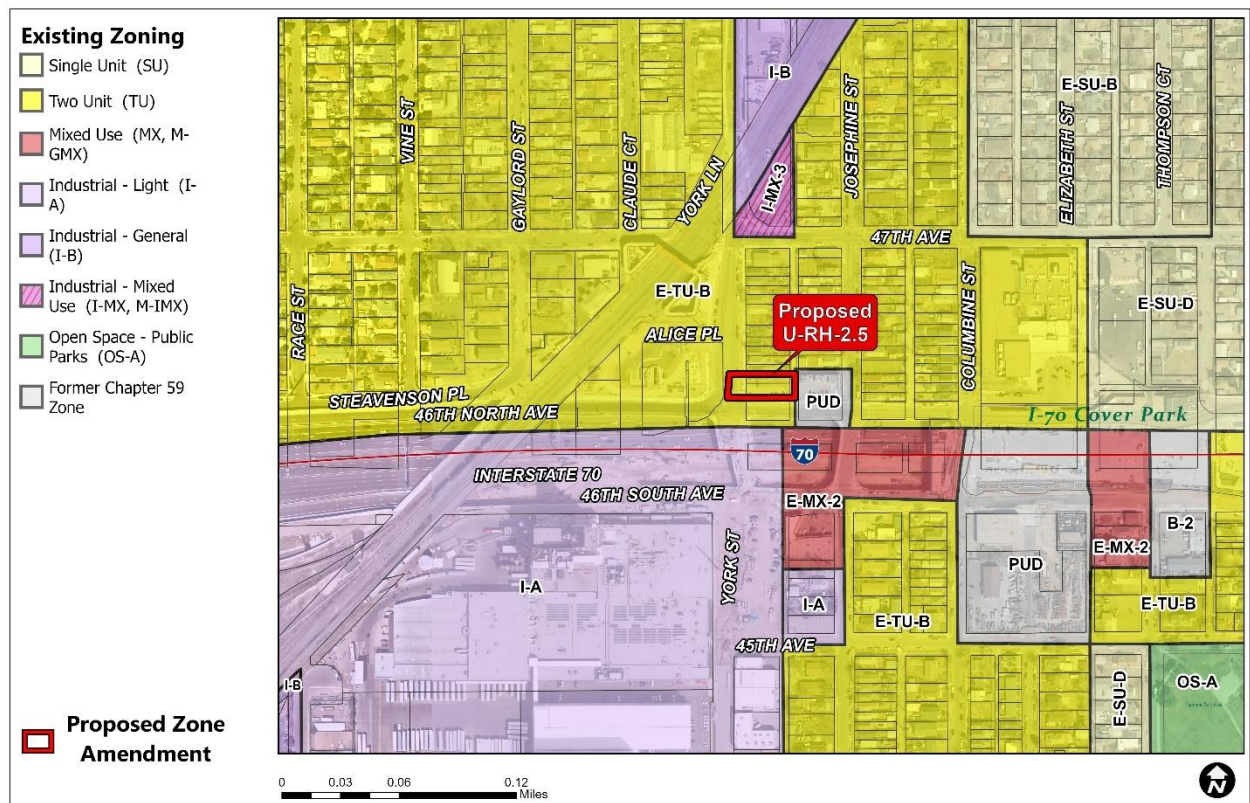 Existing Zoning
Single Unit (SU)
Two Unit (TU)
Mixed Use (MX, M-
GMX)
Industrial - Light (I-
A)
Industrial - General
(I-B)
Industrial - Mixed
Use (I-MX, M-IMX)
Open Space - Public
Parks (OS-A)
Former Chapter 59
Zone
Proposed Zone
Amendment
I-B
E-SU-B
VINE ST
GAYLORD ST
CLAUDE CT
YORK LN
I-MX-3
JOSEPHINE ST
ELIZABETH ST
THOMPSON CT
47TH AVE
RACE ST
E-TU-B
ALICE PL
Proposed
U-RH-2.5
COLUMBINE ST
E-SU-D
STEAVENSON PL
46TH NORTH AVE
PUD
I-70 Cover Park
INTERSTATE 70
70
46TH SOUTH AVE
E-MX-2
YORK ST
I-A
I-A
E-TU-B
PUD
E-MX-2
B-2
E-TU-B
45TH AVE
I-B
E-SU-D
OS-A
0 0.03 0.06 0.12
Miles
N